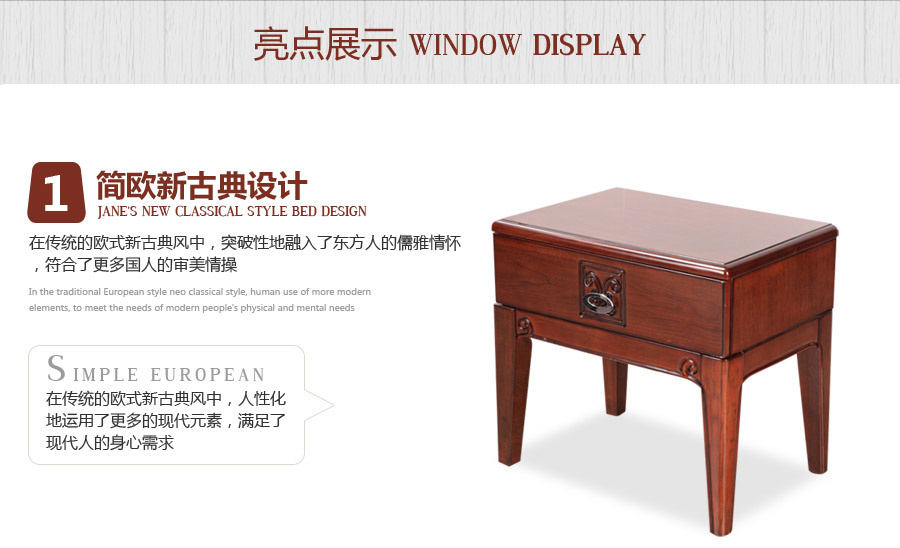 亮点展示 WINDOW DISPLAY
1
简欧新古典设计
JANE'S NEW CLASSICAL STYLE BED DESIGN
在传统的欧式新古典风中，突破性地融入了东方人的儒雅情怀
，符合了更多国人的审美情操
In the traditional European style neo classical style, human use of more modern
elements, to meet the needs of modern people's physical and mental needs
SIMPLE EUROPEAN
在传统的欧式新古典风中，人性化
地运用了更多的现代元素，满足了
现代人的身心需求